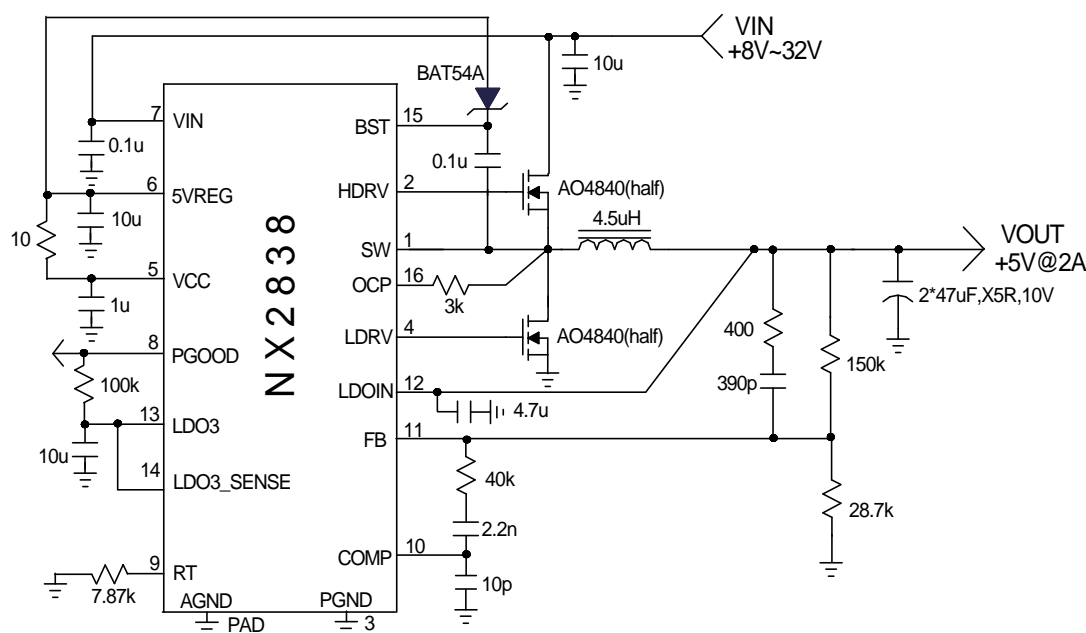 VIN
+8V~32V
10u
BAT54A
7
VIN
15
BST
0.1u
0.1u
6
5VREG
2
HDRV
AO4840(half)
10u
4.5uH
NX2838
10
1
SW
VOUT
+5V@2A
5
VCC
16
OCP
3k
2*47uF,X5R,10V
1u
4
LDRV
AO4840(half)
400
8
PGOOD
150k
100k
12
LDOIN
4.7u
390p
13
LDO3
11
FB
10u
14
LDO3_SENSE
40k
28.7k
2.2n
10
COMP
9
RT
10p
7.87k
AGND
PGND
PAD
3